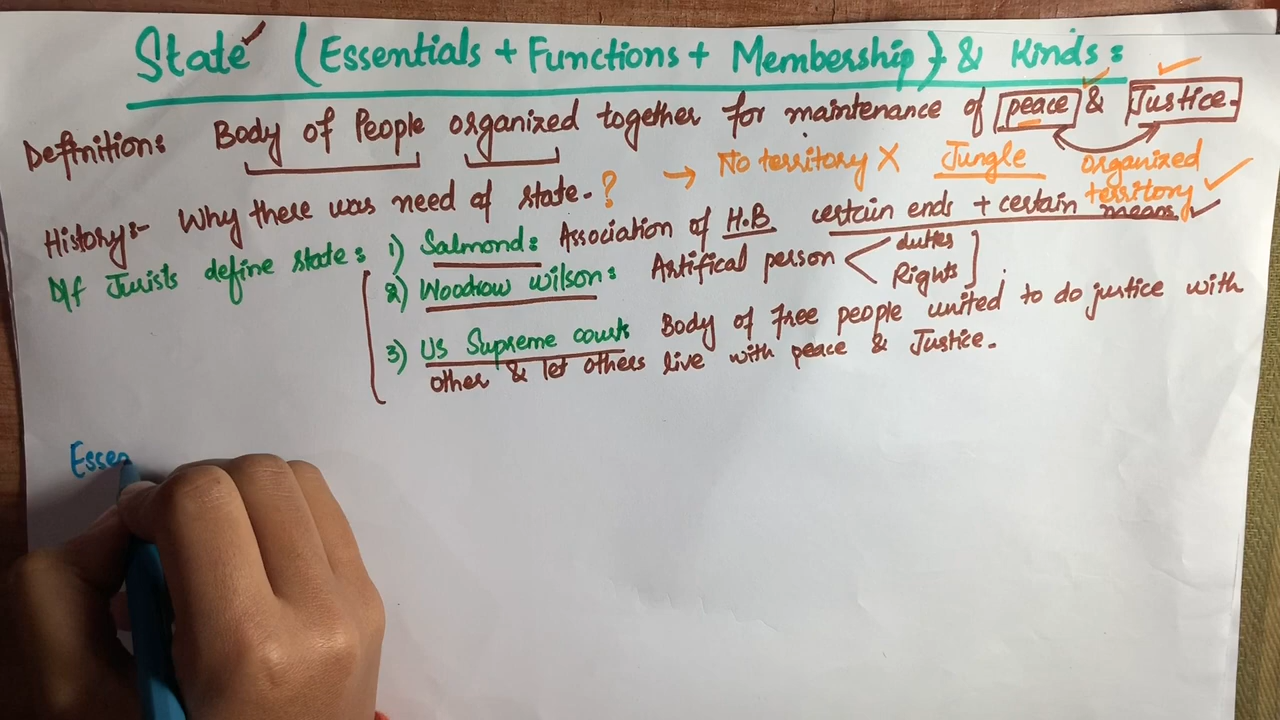 State (Essentials + Functions + Membership) & Kinds:
Definition: Body of People organized together for maintenance of peace & Justice.
→ No territory X Jungle organized territory ✓
History:- Why there was need of state. ?
Dif Jurists define state: 1) Salmond: Association of H.B certain ends + certain means ✓
2) Woodrow wilson: Artifical person < duties Rights
3) US Supreme court: Body of free people united to do justice with
other & let others live with peace & Justice.
Essen